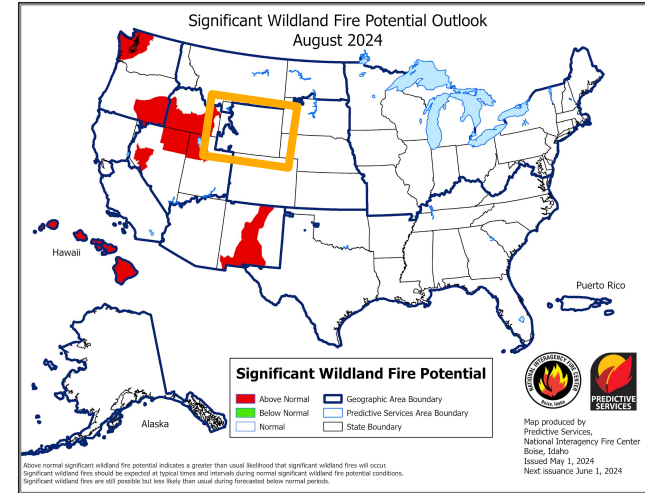 Significant Wildland Fire Potential Outlook
August 2024
Hawaii
Puerto Rico
Alaska
Significant Wildland Fire Potential
Above Normal
Below Normal
Normal
Geographic Area Boundary
Predictive Services Area Boundary
State Boundary
NATIONAL INTERAGENCY FIRE CENTER
Boise, Idaho
PREDICTIVE
SERVICES
Map produced by
Predictive Services,
National Interagency Fire Center
Boise, Idaho
Issued May 1, 2024
Next issuance June 1, 2024
Above normal significant wildland fire potential indicates a greater than usual likelihood that significant wildland fires will occur.
Significant wildland fires should be expected at typical times and intervals during normal significant wildland fire potential conditions.
Significant wildland fires are still possible but less likely than usual during forecasted below normal periods.